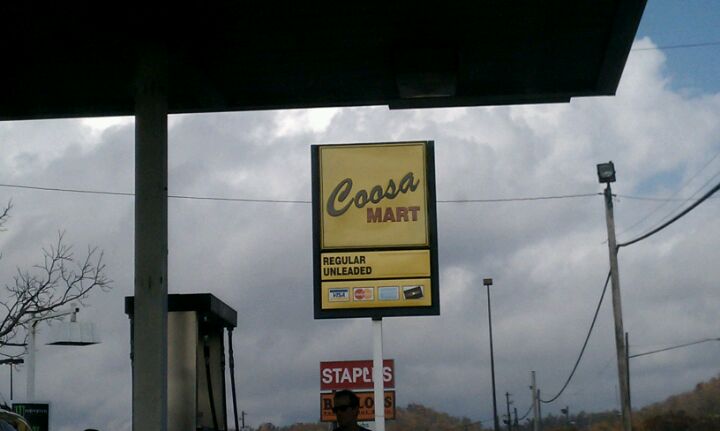 Coosa
MART
REGULAR
UNLEADED
VISA
STAPLES